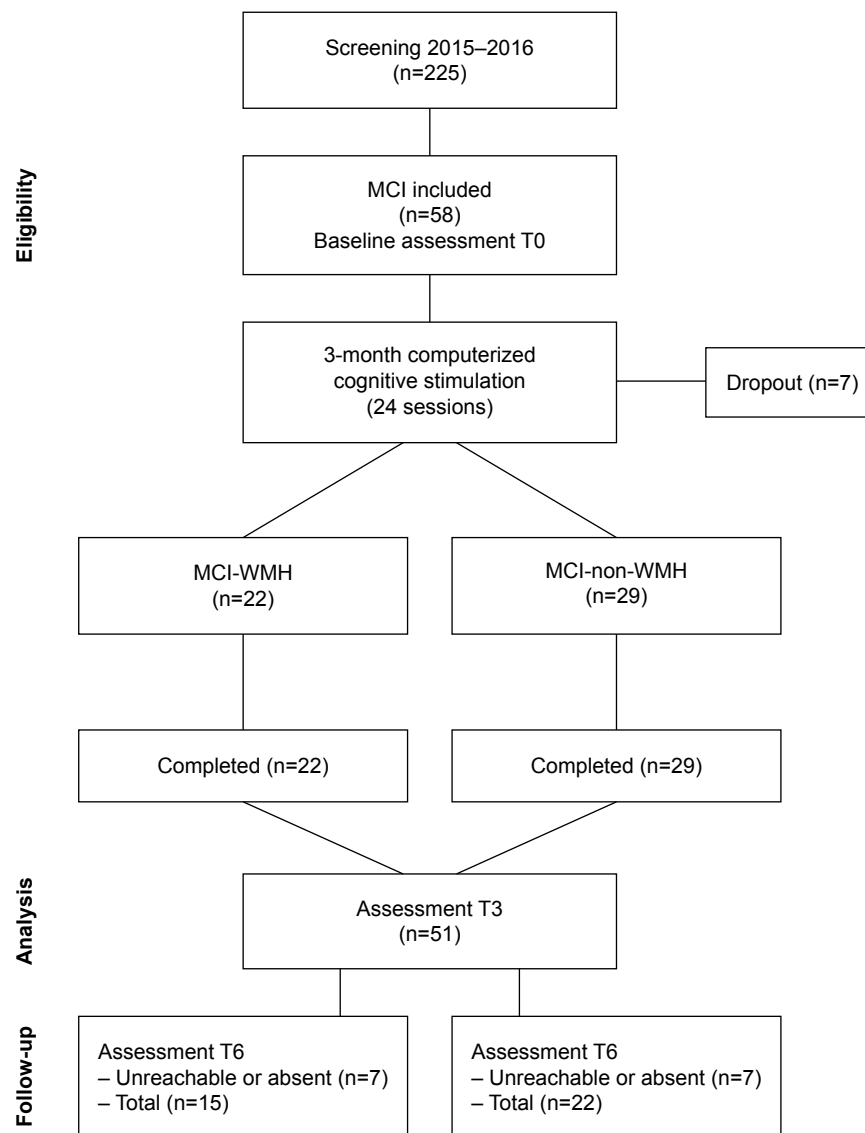 Screening 2015–2016
(n=225)
Eligibility
MCI included
(n=58)
Baseline assessment T0
3-month computerized
cognitive stimulation
(24 sessions)
Dropout (n=7)
MCI-WMH
(n=22)
MCI-non-WMH
(n=29)
Completed (n=22)
Completed (n=29)
Analysis
Assessment T3
(n=51)
Follow-up
Assessment T6
– Unreachable or absent (n=7)
– Total (n=15)
Assessment T6
– Unreachable or absent (n=7)
– Total (n=22)